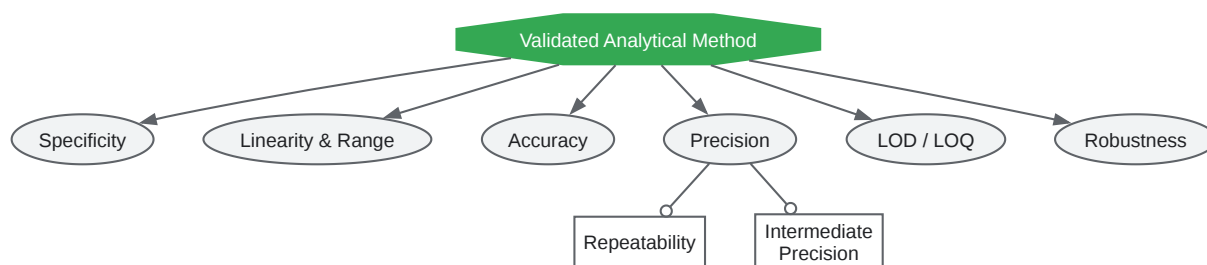 Validated Analytical Method
Specificity
Linearity & Range
Accuracy
Precision
LOD / LOQ
Robustness
Repeatability
Intermediate
Precision